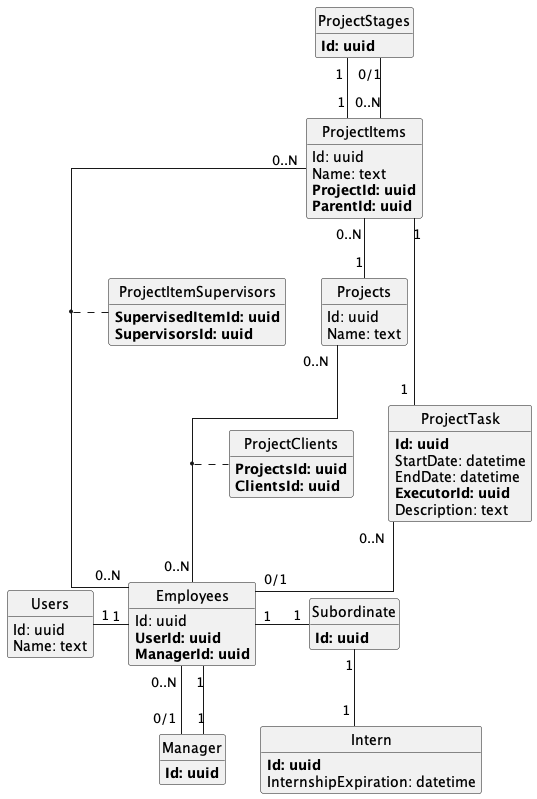 ProjectStages
Id: uuid
1
0/1
1
0..N
ProjectItems
Id: uuid
Name: text
ProjectId: uuid
ParentId: uuid
0..N
0..N
1
1
ProjectItemSupervisors
SupervisedItemId: uuid
SupervisorsId: uuid
Projects
Id: uuid
Name: text
0..N
1
ProjectTask
Id: uuid
StartDate: datetime
EndDate: datetime
ExecutorId: uuid
Description: text
ProjectClients
ProjectsId: uuid
ClientsId: uuid
0..N
0..N
0..N
0/1
Users
Id: uuid
Name: text
1
1
Employees
Id: uuid
UserId: uuid
ManagerId: uuid
1
1
Subordinate
Id: uuid
0..N
1
0/1
1
1
1
Manager
Id: uuid
Intern
Id: uuid
InternshipExpiration: datetime